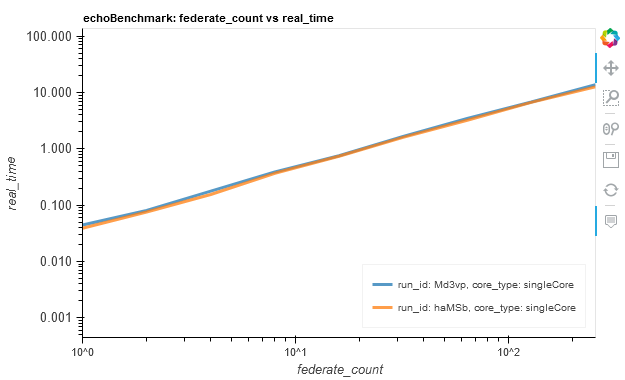 echoBenchmark: federate_count vs real_time
100.000
10.000
1.000
0.100
0.010
0.001
real_time
run_id: Md3vp, core_type: singleCore
run_id: haMSb, core_type: singleCore
10^0
10^1
10^2
federate_count